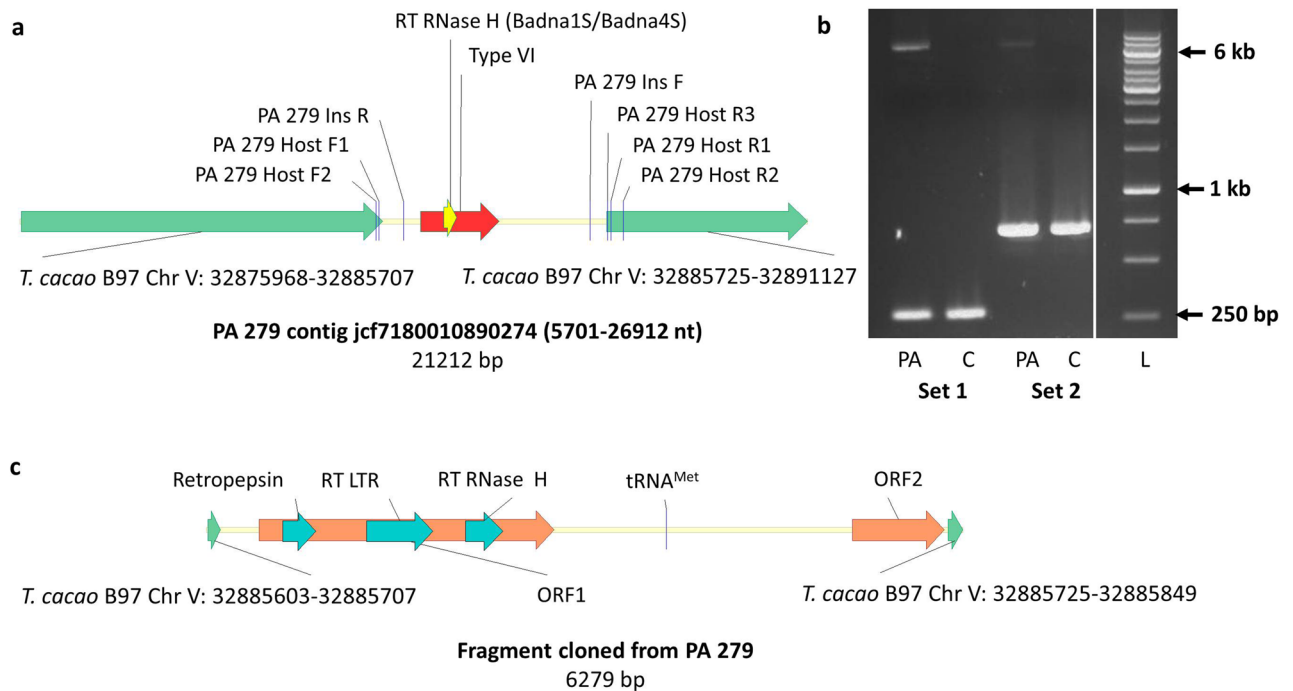 a
RT RNase H (Badna1S/Badna4S)
Type VI
PA 279 Ins F
PA 279 Ins R
PA 279 Host R3
PA 279 Host F1
PA 279 Host R1
PA 279 Host F2
PA 279 Host R2
T. cacao B97 Chr V: 32875968-32885707
T. cacao B97 Chr V: 32885725-32891127
PA 279 contig jcf7180010890274 (5701-26912 nt)
21212 bp
b
6 kb
1 kb
250 bp
PA C PA C L
Set 1 Set 2
c
Retropepsin RT LTR RT RNase H tRNAMet ORF2
T. cacao B97 Chr V: 32885603-32885707
ORF1
T. cacao B97 Chr V: 32885725-32885849
Fragment cloned from PA 279
6279 bp